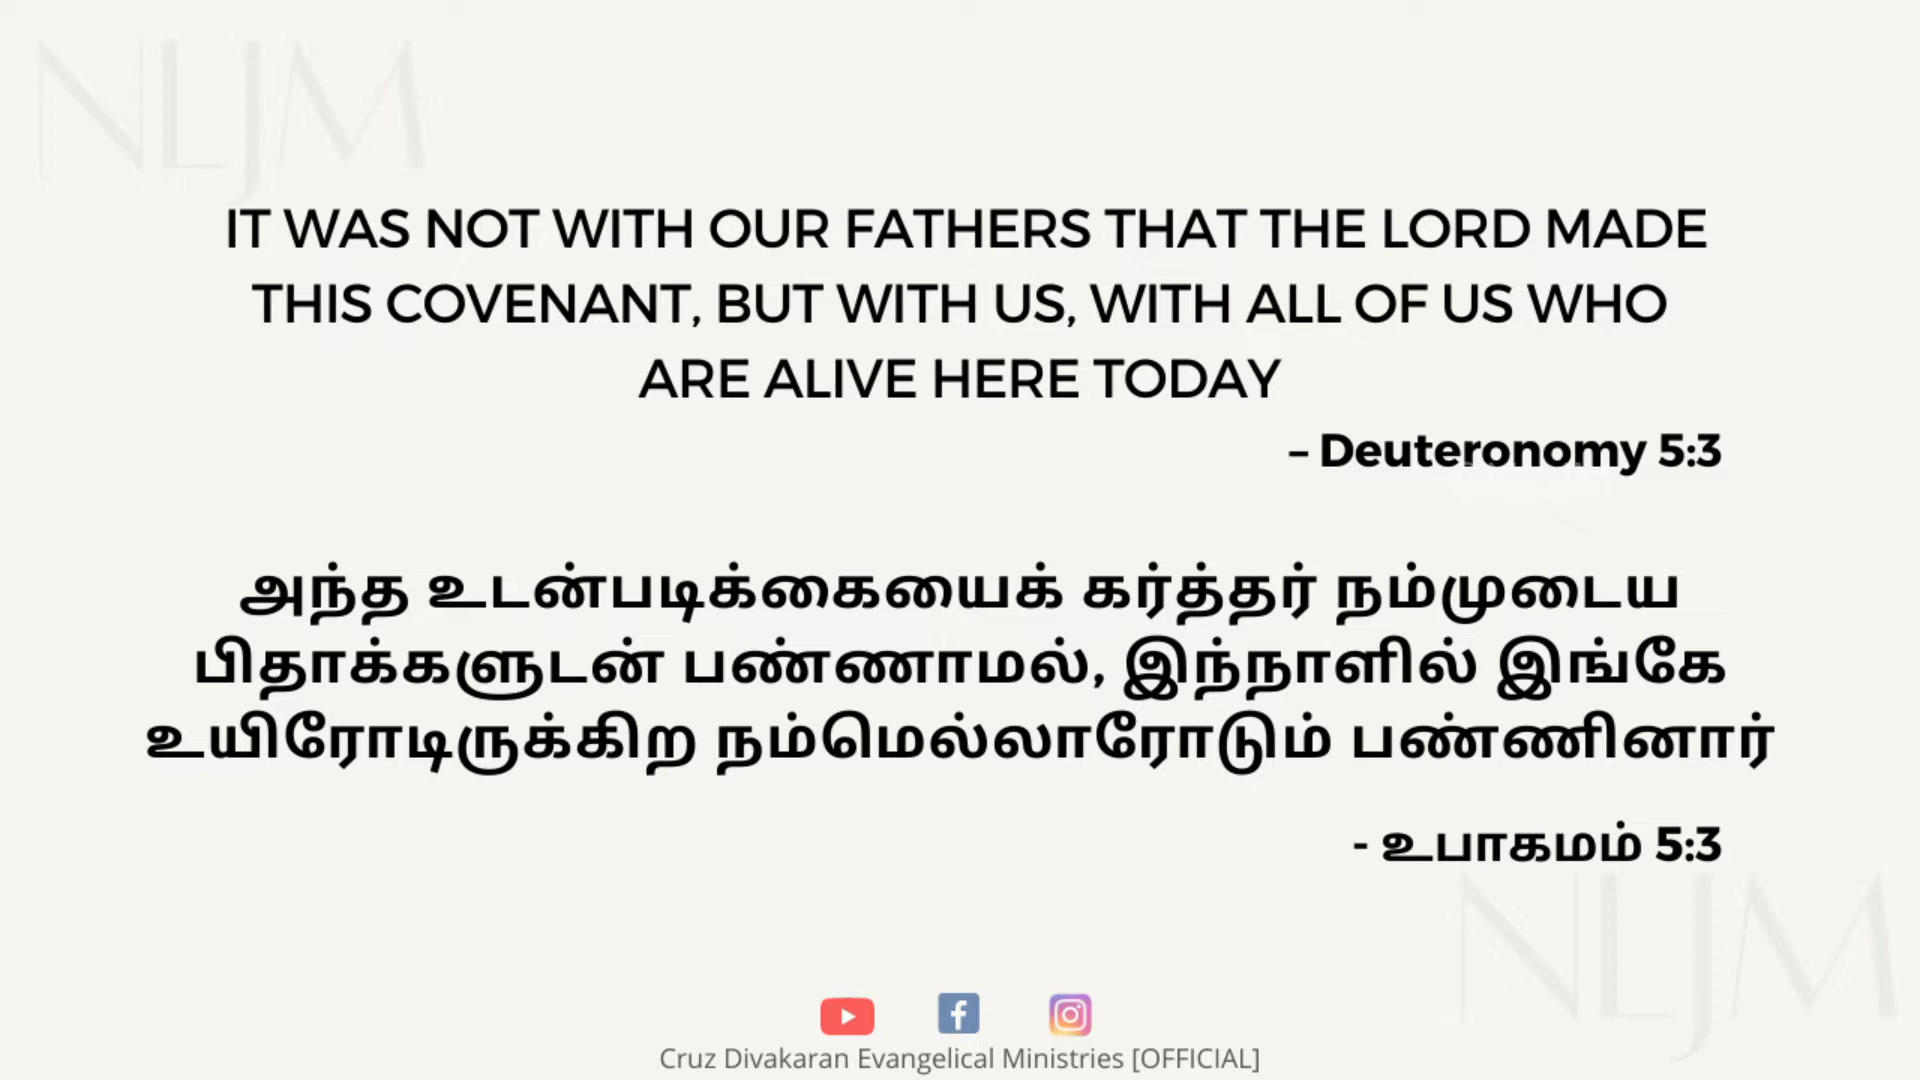 NLJM
IT WAS NOT WITH OUR FATHERS THAT THE LORD MADE
THIS COVENANT, BUT WITH US, WITH ALL OF US WHO
ARE ALIVE HERE TODAY
– Deuteronomy 5:3
அந்த உடன்படிக்கையைக் கர்த்தர் நம்முடைய
பிதாக்களுடன் பண்ணாமல், இந்நாளில் இங்கே
உயிரோடிருக்கிற நம்மெல்லாரோடும் பண்ணினார்
- உபாகமம் 5:3
NLJM
Cruz Divakaran Evangelical Ministries [OFFICIAL]